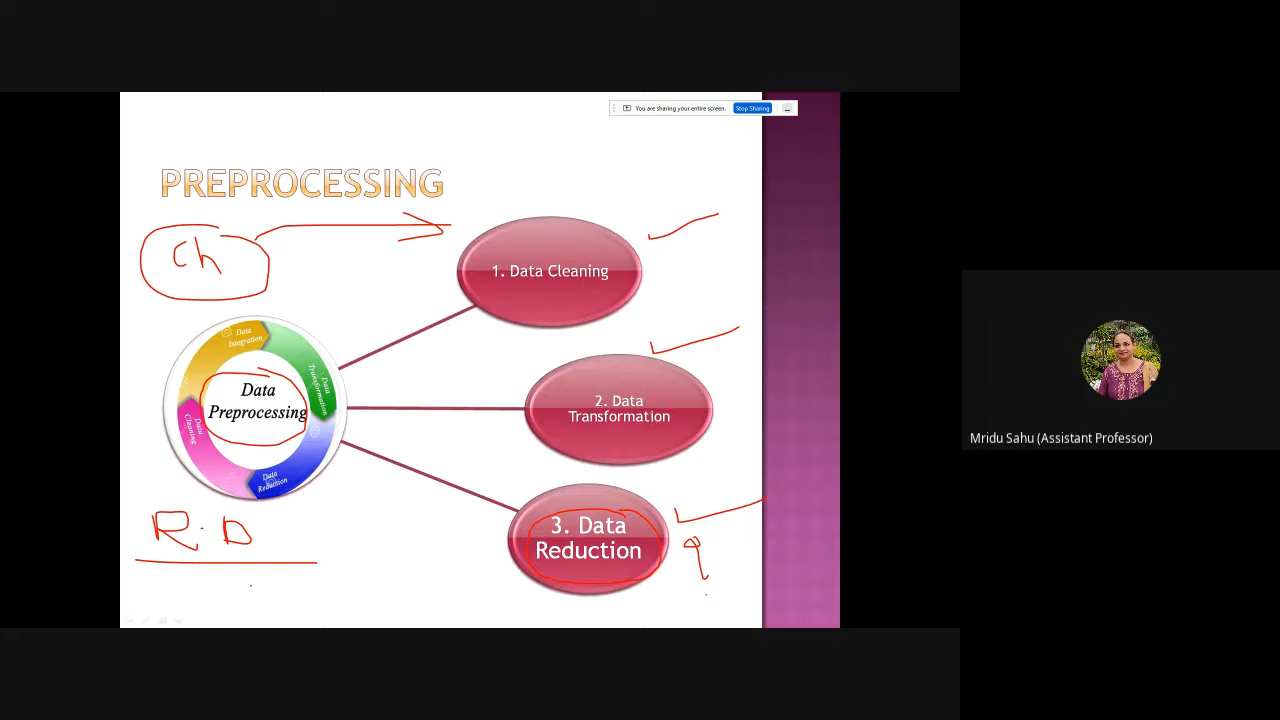 You are sharing your entire screen.
Stop Sharing
PREPROCESSING
Ch
1. Data Cleaning
Data
Integration
Data
Transformation
Data
Preprocessing
Data
Cleaning
Data
Reduction
2. Data
Transformation
3. Data
Reduction
R. D
Mridu Sahu (Assistant Professor)